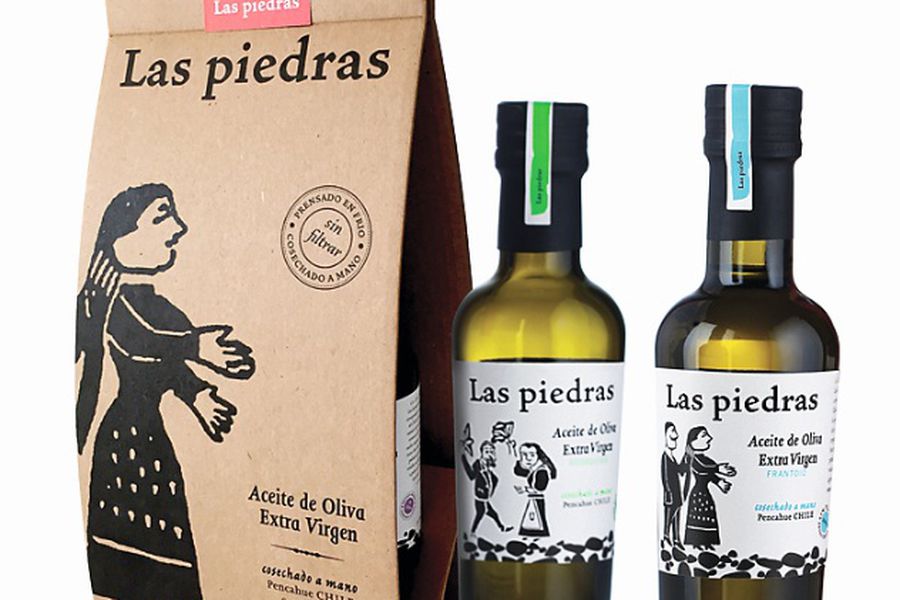 Las piedras
Las piedras
PRENSADO EN FRIO
sin
filtrar
COSECHADO A MANO
Aceite de Oliva
Extra Virgen
cosechado a mano
Pencahue CHILE
Las piedras
Las piedras
Aceite de Oliva
Extra Virgen
cosechado a mano
Pencahue CHILE
Las piedras
Las piedras
Aceite de Oliva
Extra Virgen
FRANTOIO
cosechado a mano
Pencahue CHILE